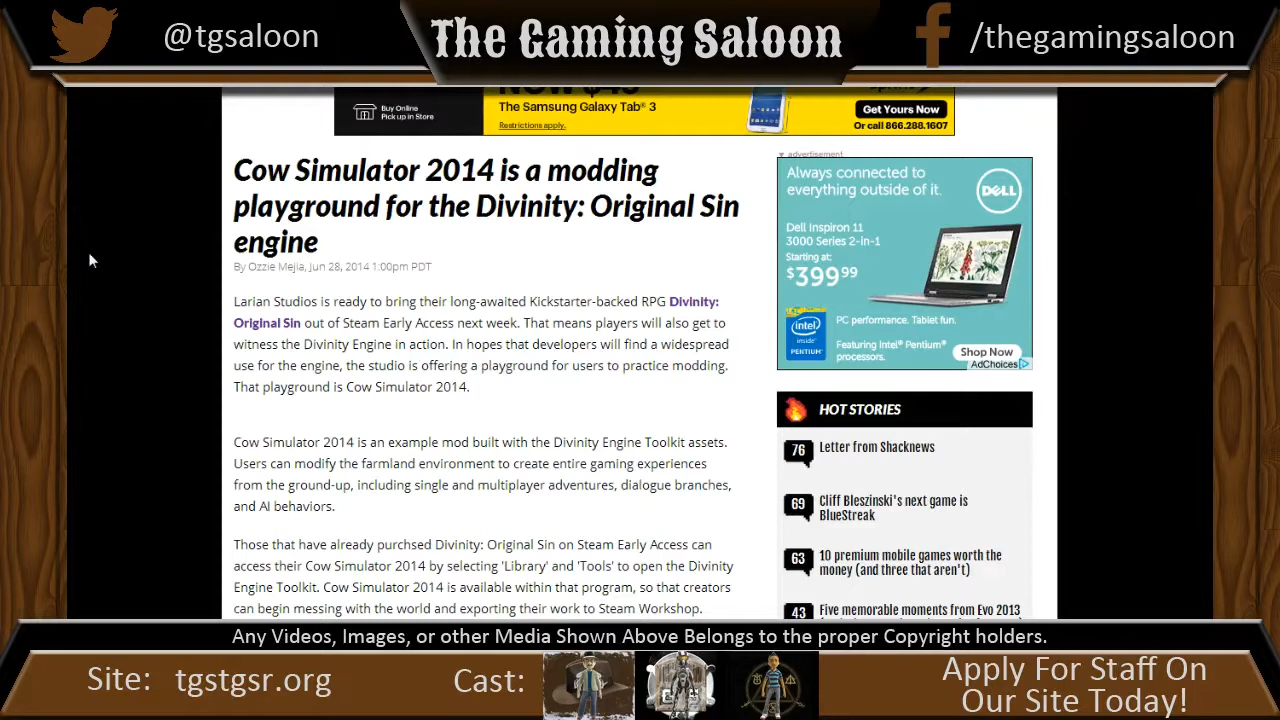 @tgsaloon
The Gaming Saloon
/thegamingsaloon
Buy Online
Pick up in Store
The Samsung Galaxy Tab® 3
Restrictions apply.
Get Yours Now
Or call 866.288.1607
Cow Simulator 2014 is a modding
playground for the Divinity: Original Sin
engine
By Ozzie Mejia, Jun 28, 2014 1:00pm PDT
Larian Studios is ready to bring their long-awaited Kickstarter-backed RPG Divinity:
Original Sin out of Steam Early Access next week. That means players will also get to
witness the Divinity Engine in action. In hopes that developers will find a widespread
use for the engine, the studio is offering a playground for users to practice modding.
That playground is Cow Simulator 2014.
Cow Simulator 2014 is an example mod built with the Divinity Engine Toolkit assets.
Users can modify the farmland environment to create entire gaming experiences
from the ground-up, including single and multiplayer adventures, dialogue branches,
and AI behaviors.
Those that have already purchsed Divinity: Original Sin on Steam Early Access can
access their Cow Simulator 2014 by selecting 'Library' and 'Tools' to open the Divinity
Engine Toolkit. Cow Simulator 2014 is available within that program, so that creators
can begin messing with the world and exporting their work to Steam Workshop.
▼ advertisement
Always connected to
everything outside of it.
DELL
Dell Inspiron 11
3000 Series 2-in-1
Starting at:
$399⁹⁹
intel
inside™
PENTIUM®
PC performance. Tablet fun.
Featuring Intel® Pentium®
processors.
Shop Now
AdChoices
HOT STORIES
76 Letter from Shacknews
69 Cliff Bleszinski's next game is
BlueStreak
63 10 premium mobile games worth the
money (and three that aren't)
43 Five memorable moments from Evo 2013
Any Videos, Images, or other Media Shown Above Belongs to the proper Copyright holders.
Site: tgstgsr.org
Cast:
Apply For Staff On
Our Site Today!